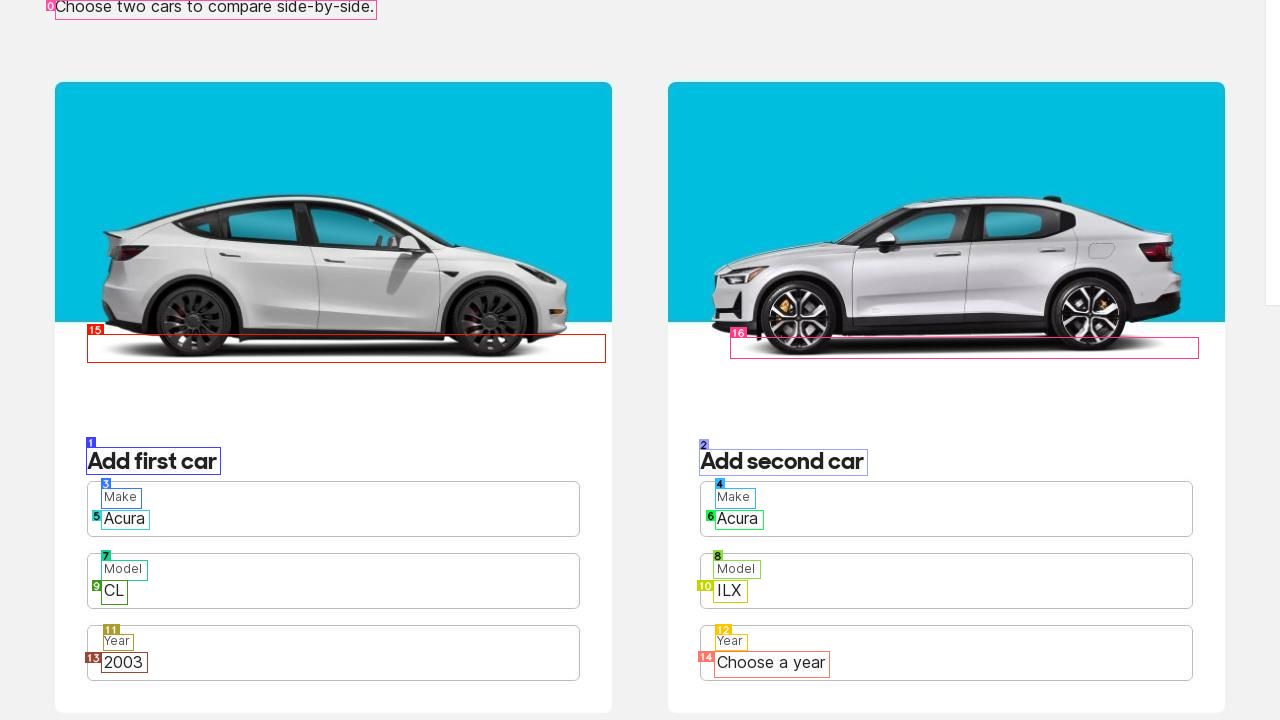 0
Choose two cars to compare side-by-side.
15
16
1
Add first car
3
Make
5
Acura
7
Model
9
CL
11
Year
13
2003
2
Add second car
4
Make
6
Acura
8
Model
10
ILX
12
Year
14
Choose a year